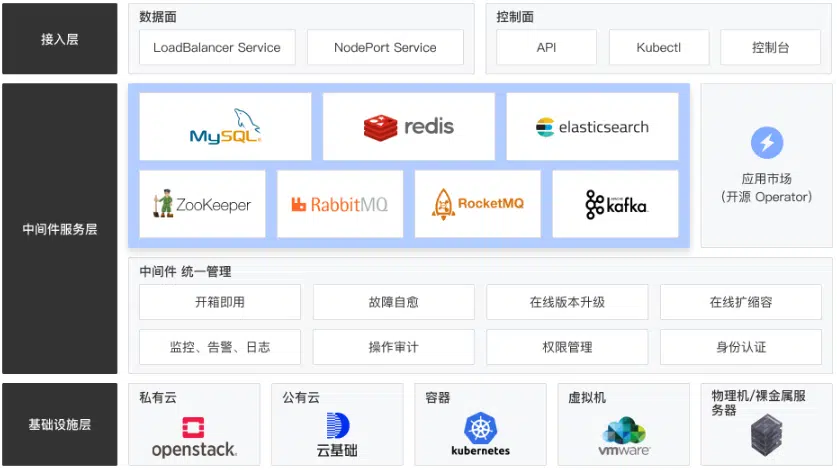 接入层
数据面
LoadBalancer Service
NodePort Service
控制面
API
Kubectl
控制台
中间件服务层
MySQL
redis
elasticsearch
ZooKeeper
RabbitMQ
RocketMQ
kafka
应用市场
(开源 Operator)
中间件 统一管理
开箱即用
故障自愈
在线版本升级
在线扩缩容
监控、告警、日志
操作审计
权限管理
身份认证
基础设施层
私有云
openstack.
公有云
云基础
容器
kubernetes
虚拟机
vmware
物理机/裸金属服
务器